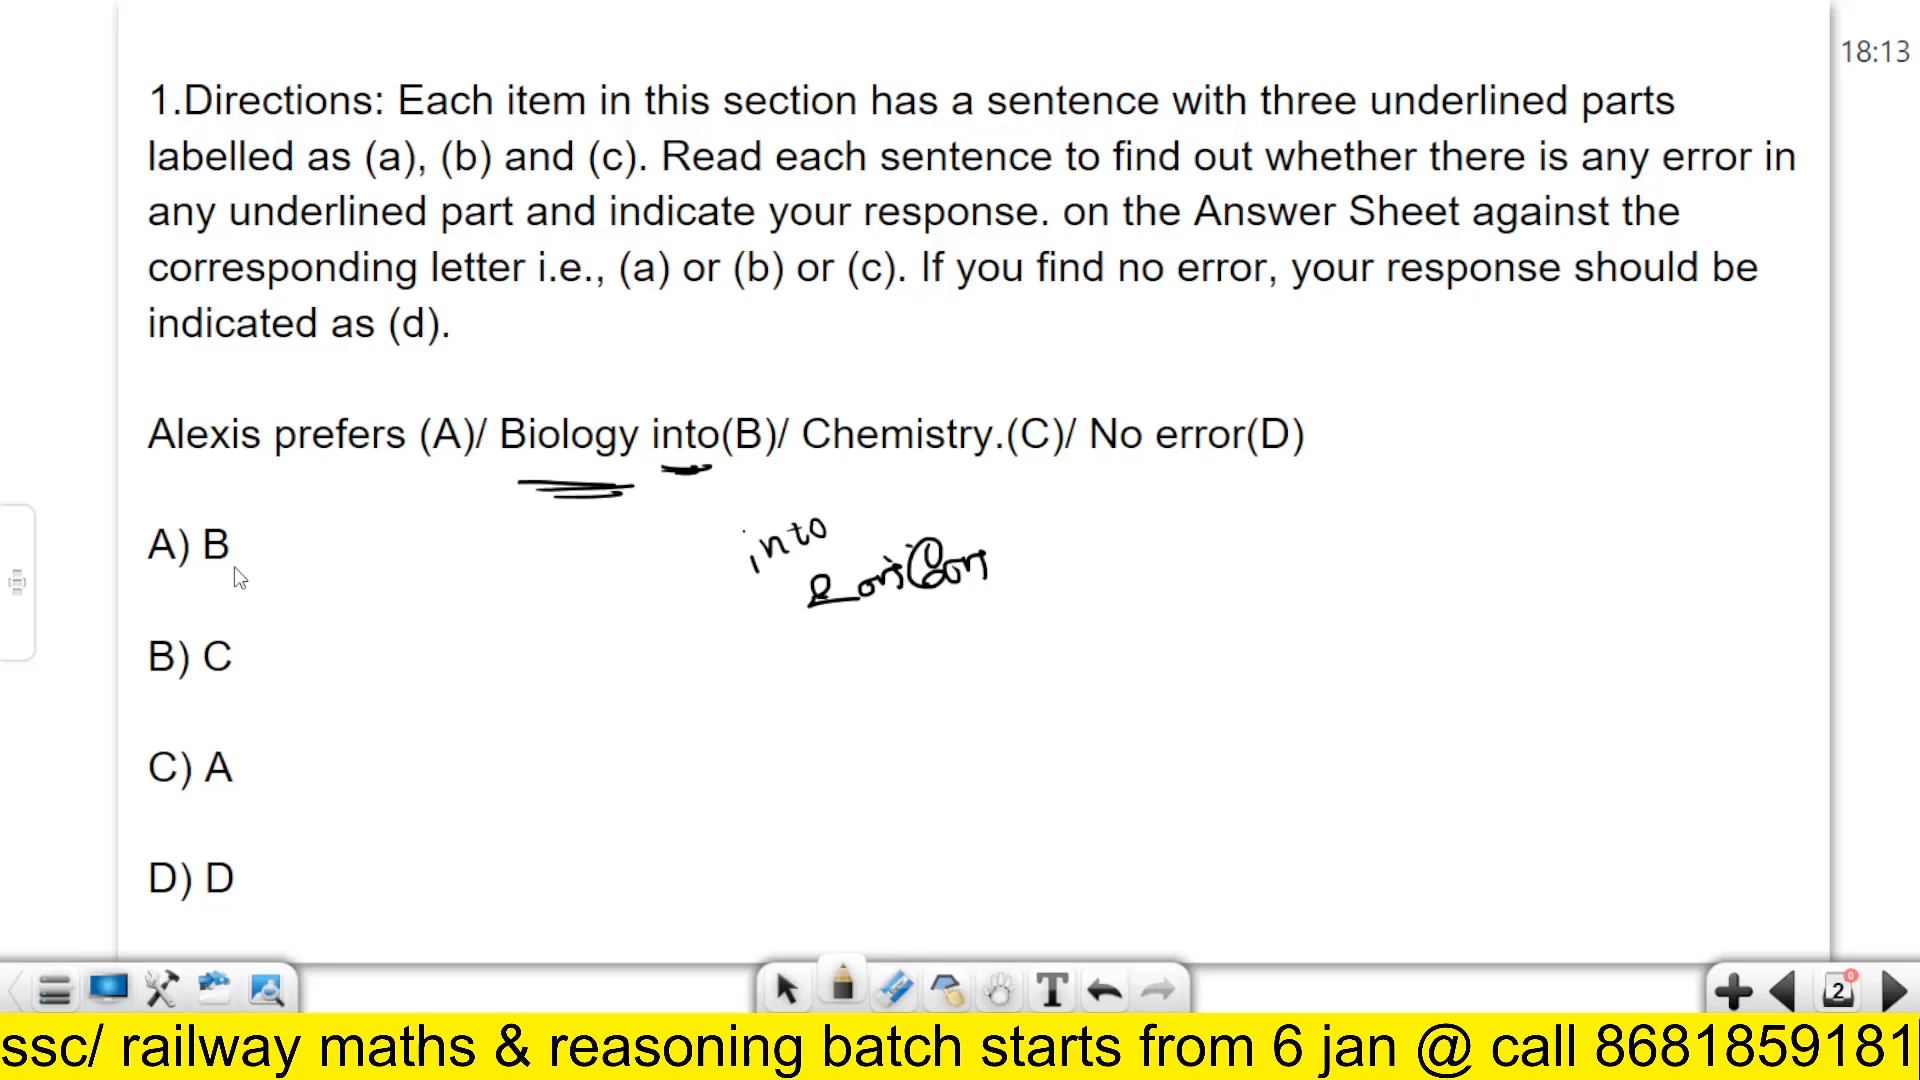 18:13
1.Directions: Each item in this section has a sentence with three underlined parts
labelled as (a), (b) and (c). Read each sentence to find out whether there is any error in
any underlined part and indicate your response. on the Answer Sheet against the
corresponding letter i.e., (a) or (b) or (c). If you find no error, your response should be
indicated as (d).
Alexis prefers (A)/ Biology into(B)/ Chemistry.(C)/ No error(D)
into
A) B
B) C
C) A
D) D
2
0
ssc/ railway maths & reasoning batch starts from 6 jan @ call 8681859181